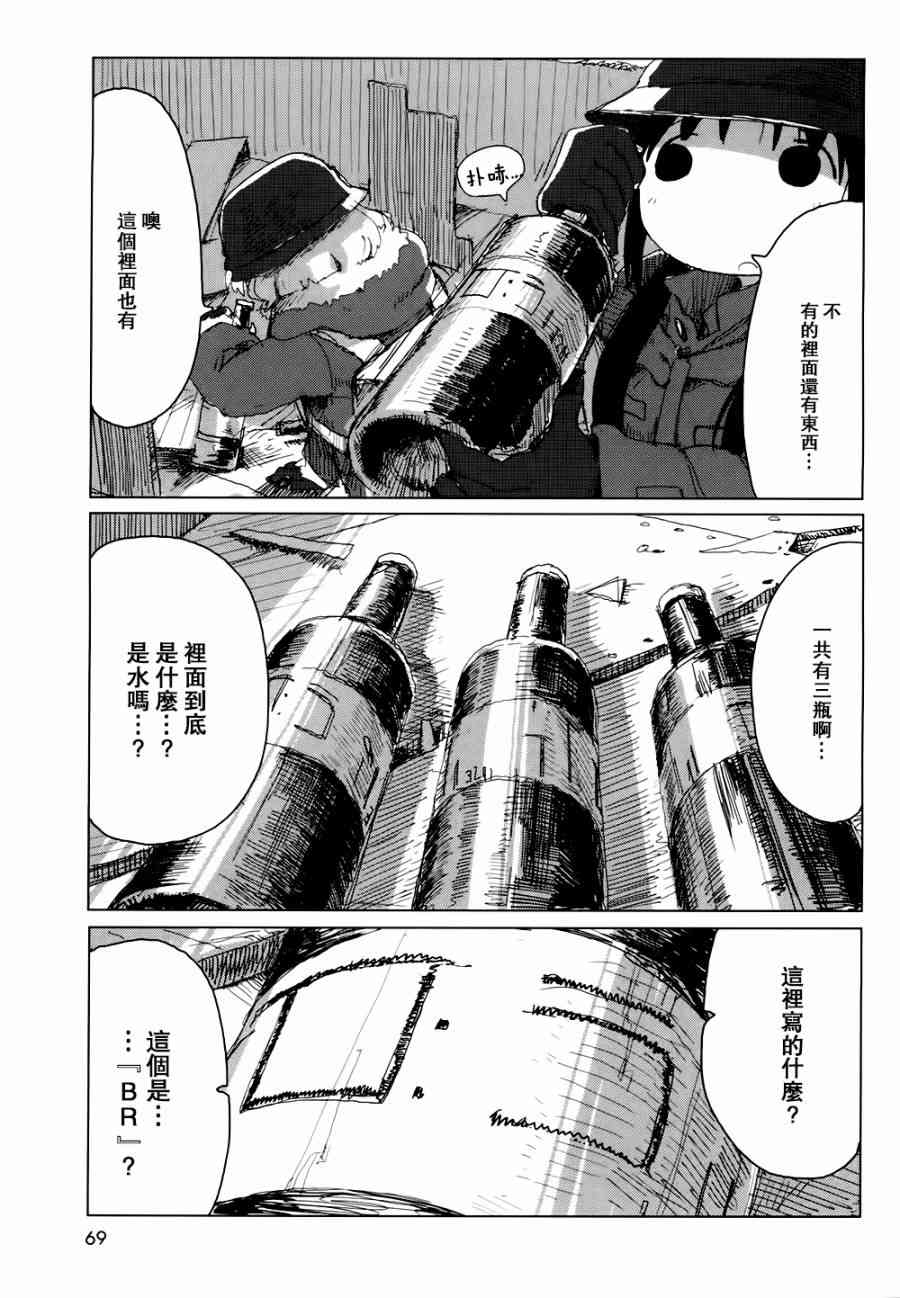 不
有的裡面還有東西…
扑哧…
噢
這個裡面也有
一共有三瓶啊…
裡面到底
是什麼…?
是水嗎…?
這裡寫的什麼?
這個是…
…『BR』?
69